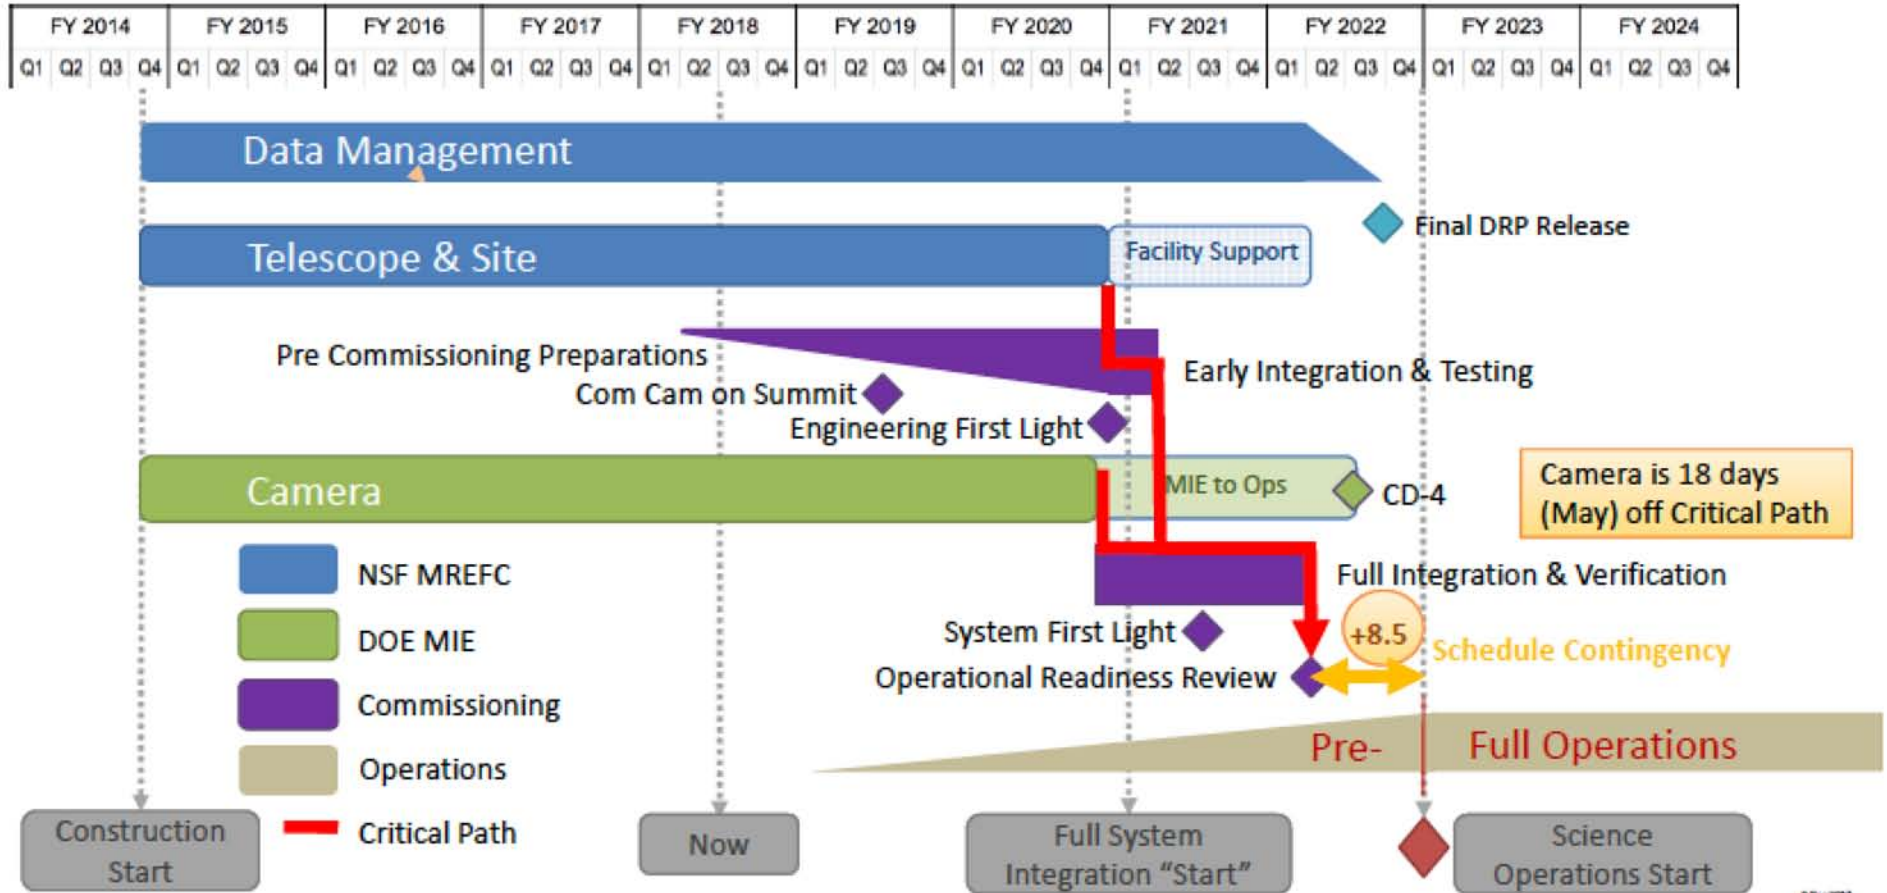 FY 2014 FY 2015 FY 2016 FY 2017 FY 2018 FY 2019 FY 2020 FY 2021 FY 2022 FY 2023 FY 2024
Q1 Q2 Q3 Q4 Q1 Q2 Q3 Q4 Q1 Q2 Q3 Q4 Q1 Q2 Q3 Q4 Q1 Q2 Q3 Q4 Q1 Q2 Q3 Q4 Q1 Q2 Q3 Q4 Q1 Q2 Q3 Q4 Q1 Q2 Q3 Q4 Q1 Q2 Q3 Q4 Q1 Q2 Q3 Q4
Data Management
Final DRP Release
Telescope & Site
Facility Support
Pre Commissioning Preparations
Early Integration & Testing
Com Cam on Summit
Engineering First Light
Camera
MIE to Ops
CD-4
Camera is 18 days
(May) off Critical Path
NSF MREFC
Full Integration & Verification
DOE MIE
System First Light
+8.5
Schedule Contingency
Operational Readiness Review
Commissioning
Pre-
Full Operations
Operations
Critical Path
Construction
Start
Now
Full System
Integration "Start"
Science
Operations Start